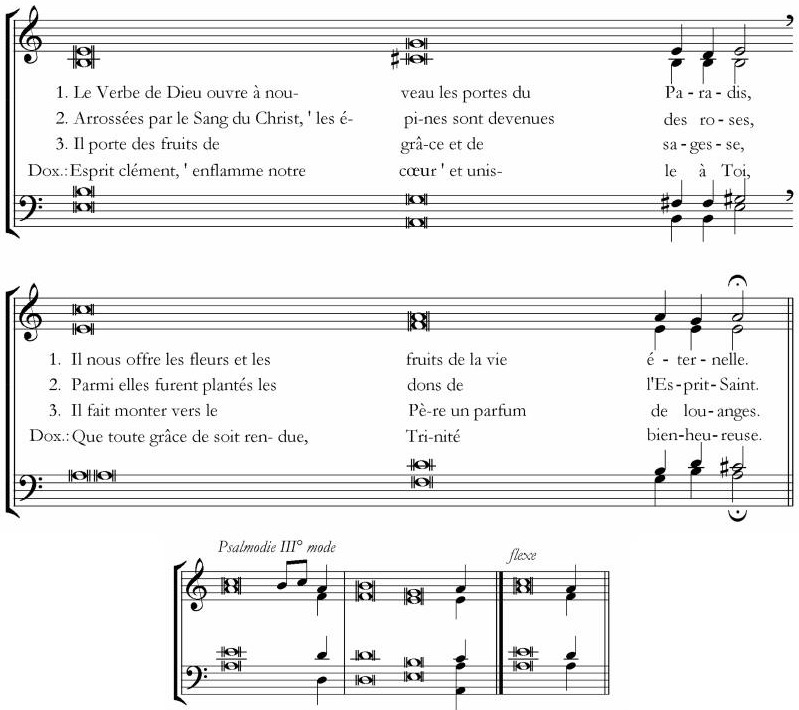 1. Le Verbe de Dieu ouvre à nou- veau les portes du Pa - ra - dis,
2. Arrossées par le Sang du Christ, ' les é- pi-nes sont devenues des ro - ses,
3. Il porte des fruits de grâ-ce et de sa - ges - se,
Dox.: Esprit clément, ' enflamme notre cœur ' et unis- le à Toi,
1. Il nous offre les fleurs et les fruits de la vie é - ter - nelle.
2. Parmi elles furent plantés les dons de l'Es - prit - Saint.
3. Il fait monter vers le Pè-re un parfum de lou - anges.
Dox.: Que toute grâce de soit ren- due, Tri-nité bien-heu - reuse.
Psalmodie III° mode flexe